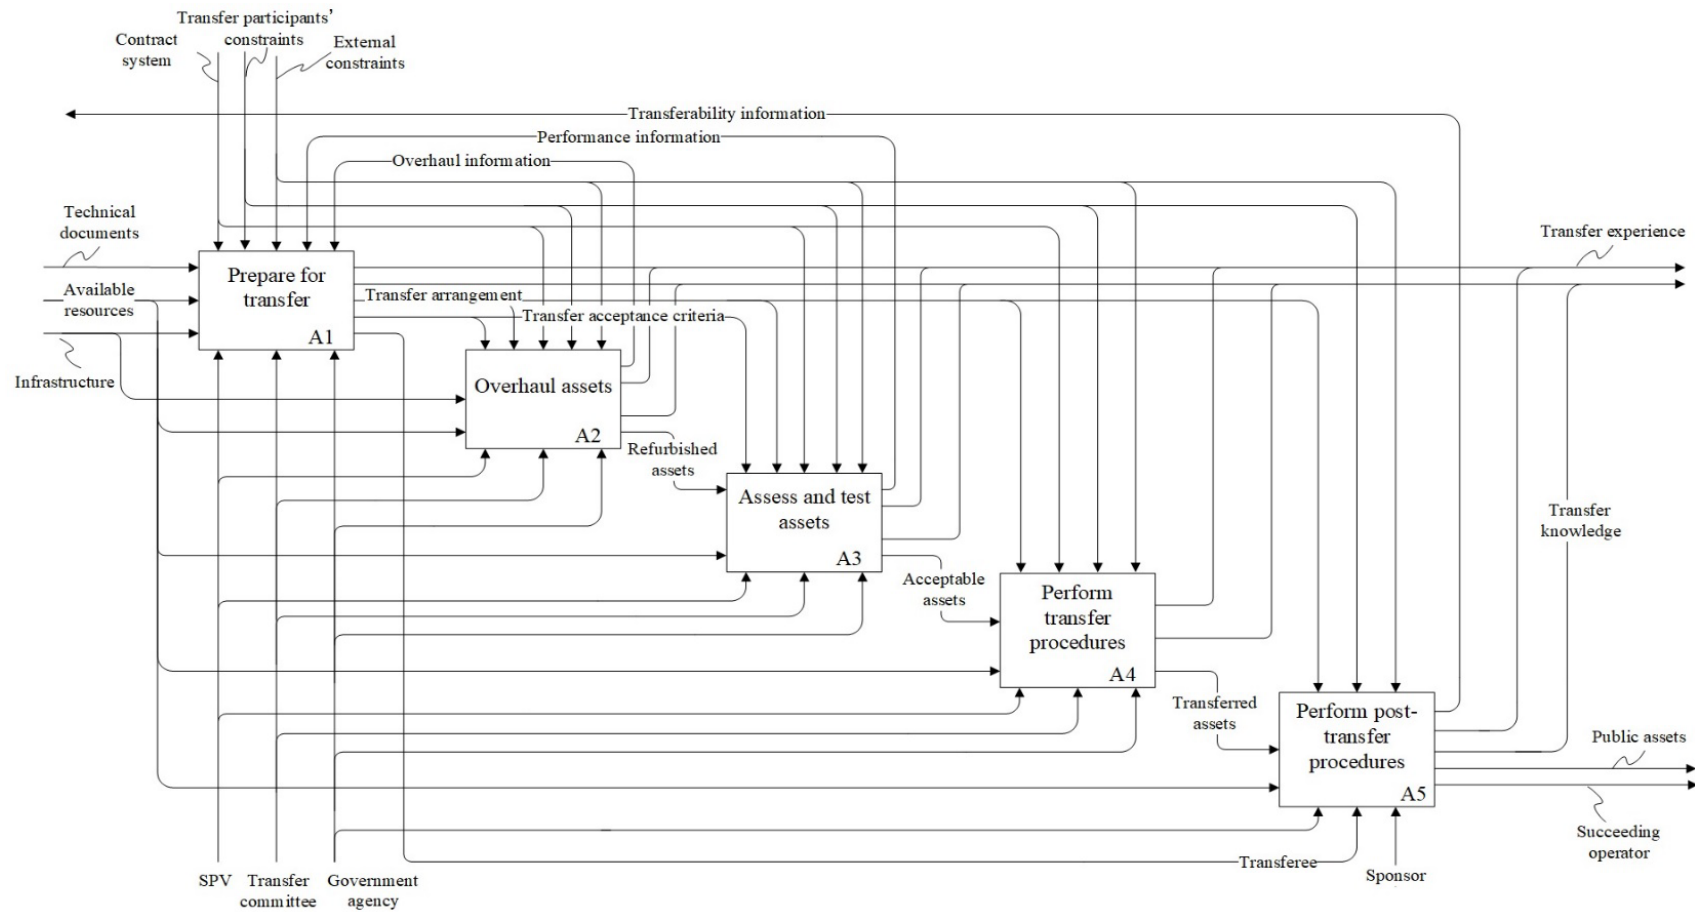 Transfer participants'
constraints
Contract
system
External
constraints
Transferability information
Performance information
Overhaul information
Technical
documents
Transfer experience
Prepare for
transfer
A1
Available
resources
Transfer arrangement
Transfer acceptance criteria
Infrastructure
Overhaul assets
A2
Refurbished
assets
Assess and test
assets
A3
Transfer
knowledge
Acceptable
assets
Perform
transfer
procedures
A4
Transferred
assets
Perform post-
transfer
procedures
A5
Public assets
Succeeding
operator
Transferee
Sponsor
SPV
Transfer
committee
Government
agency